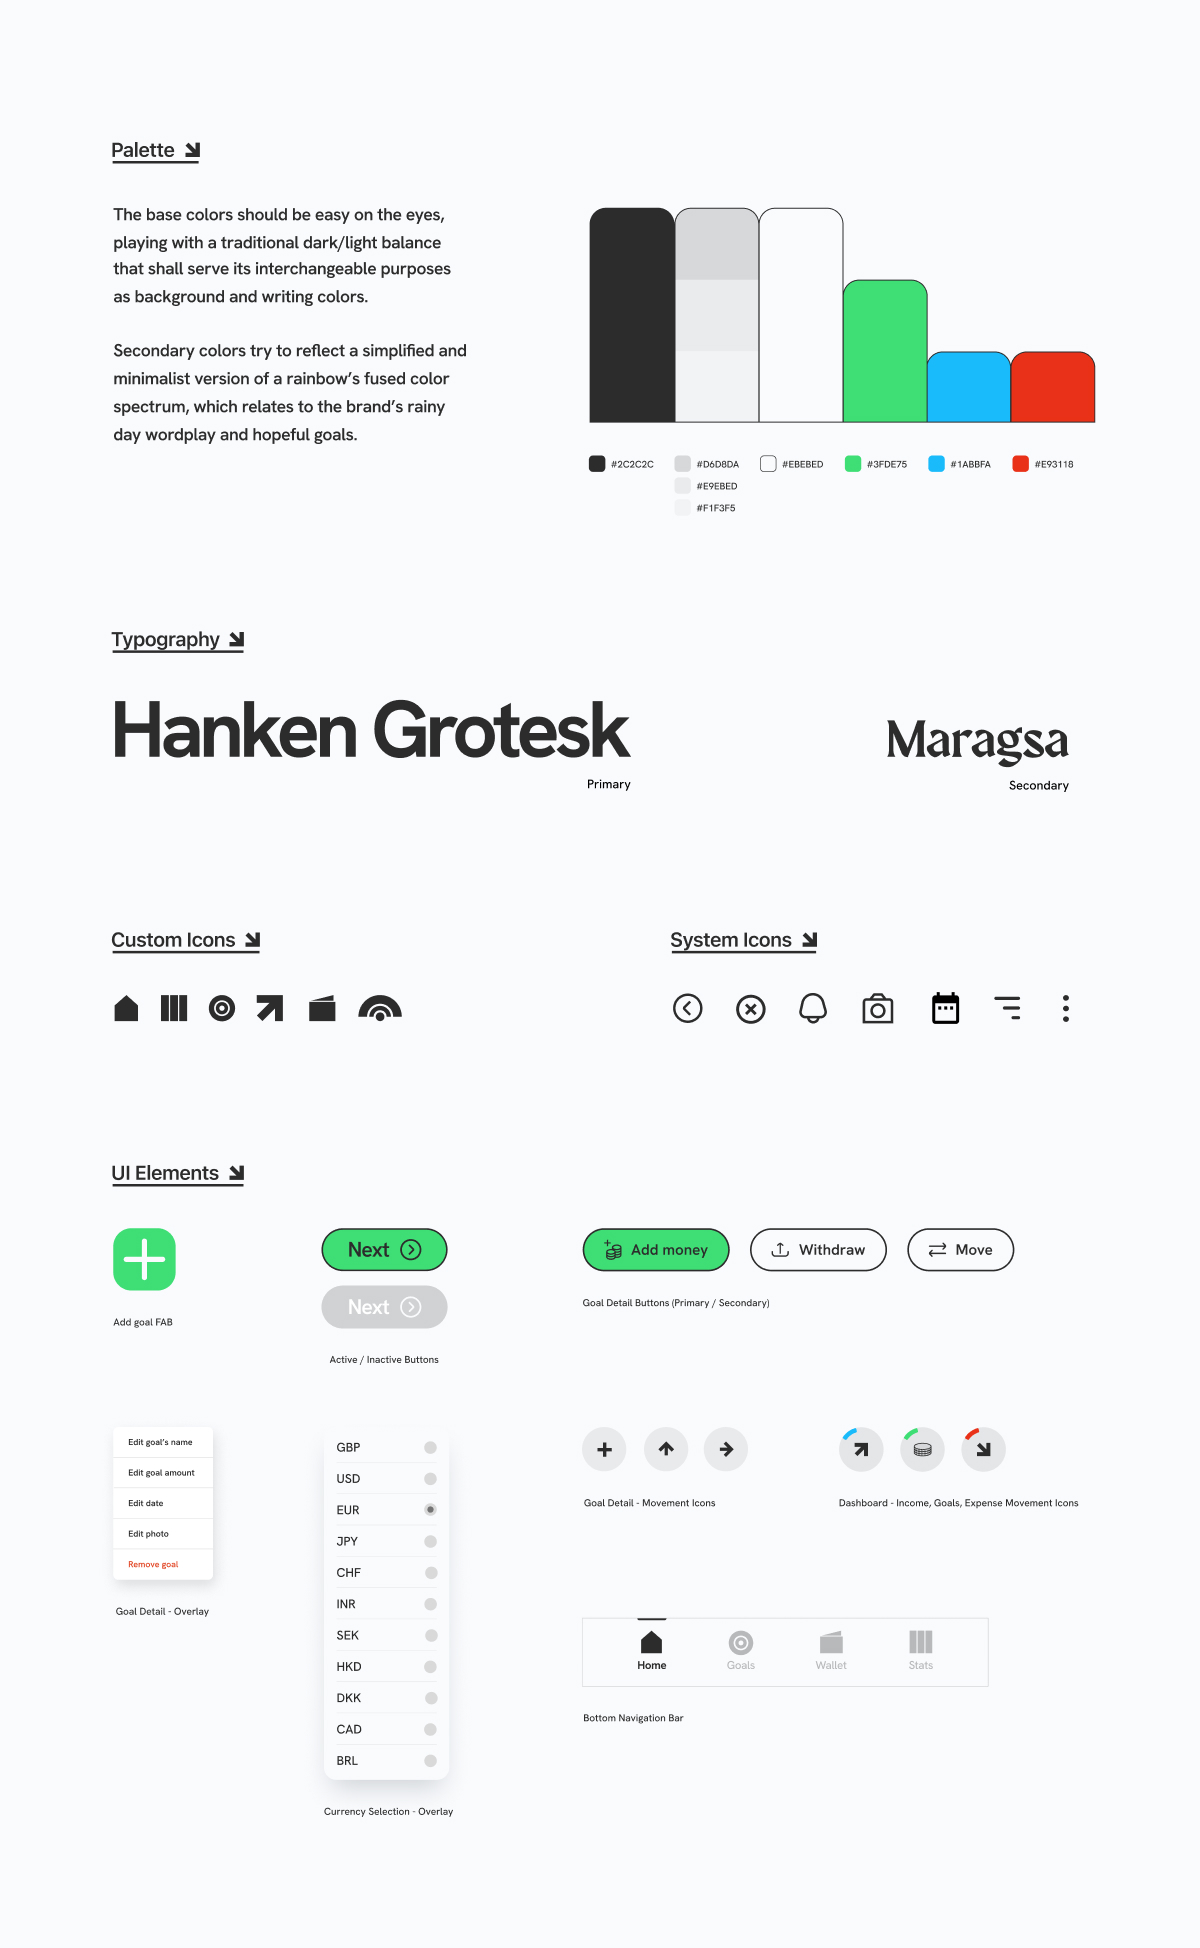 Palette
The base colors should be easy on the eyes,
playing with a traditional dark/light balance
that shall serve its interchangeable purposes
as background and writing colors.
Secondary colors try to reflect a simplified and
minimalist version of a rainbow’s fused color
spectrum, which relates to the brand’s rainy
day wordplay and hopeful goals.
#2C2C2C
#D6D8DA
#EBEBED
#3FDE75
#1ABBFA
#E93118
#E9EBED
#F1F3F5
Typography
Hanken Grotesk
Primary
Maragsa
Secondary
Custom Icons
System Icons
UI Elements
Add goal FAB
Next
Next
Active / Inactive Buttons
Add money
Withdraw
Move
Goal Detail Buttons (Primary / Secondary)
Edit goal’s name
Edit goal amount
Edit date
Edit photo
Remove goal
Goal Detail - Overlay
GBP
USD
EUR
JPY
CHF
INR
SEK
HKD
DKK
CAD
BRL
Currency Selection - Overlay
Goal Detail - Movement Icons
Dashboard - Income, Goals, Expense Movement Icons
Home
Goals
Wallet
Stats
Bottom Navigation Bar